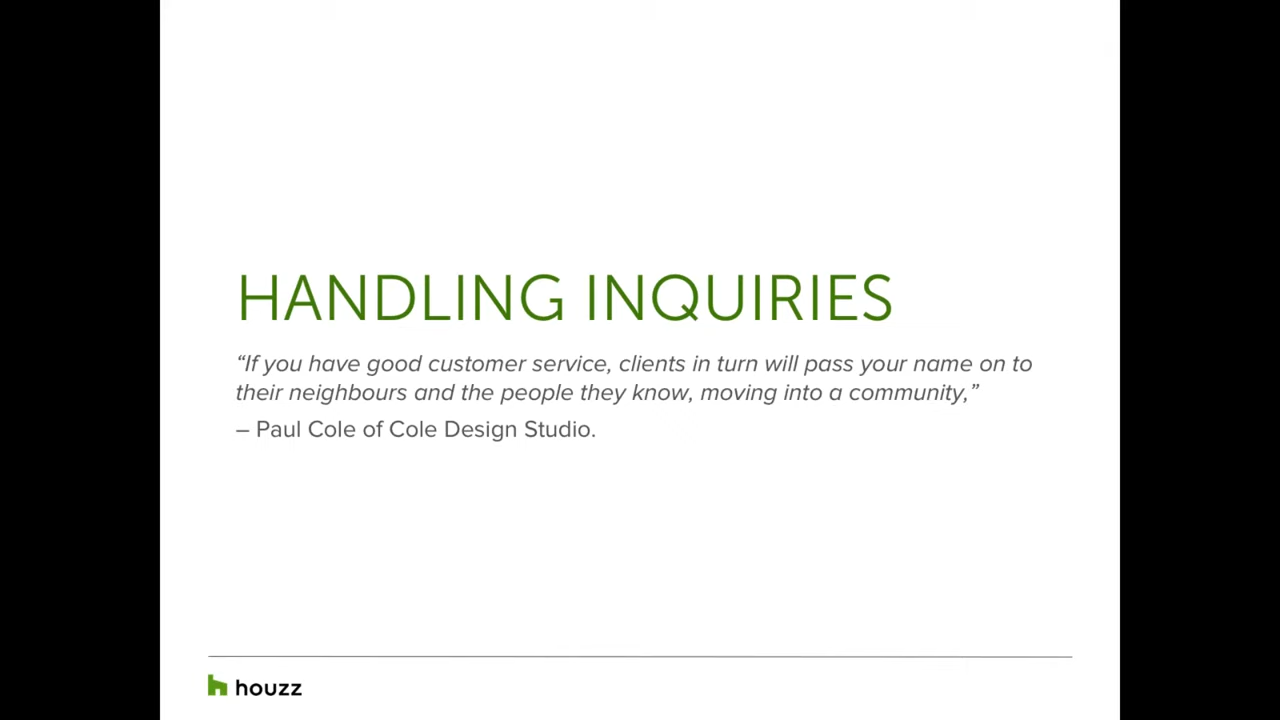 HANDLING INQUIRIES
“If you have good customer service, clients in turn will pass your name on to
their neighbours and the people they know, moving into a community,”
– Paul Cole of Cole Design Studio.
houzz